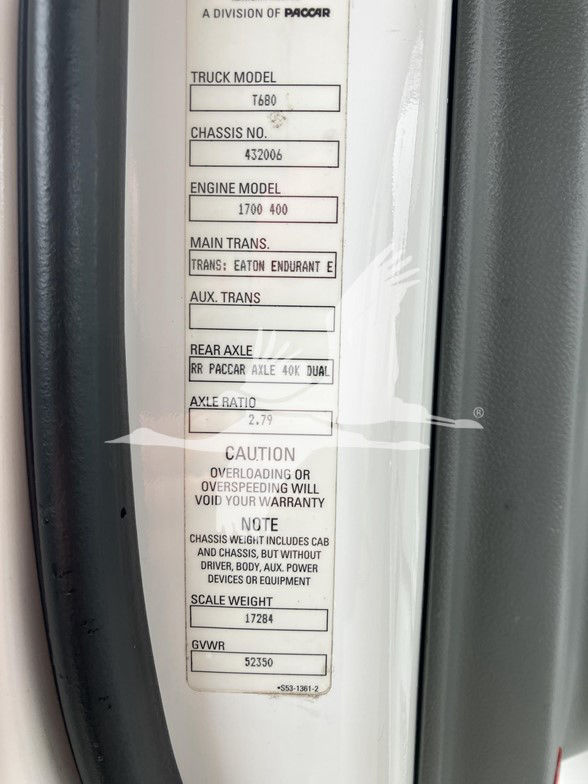 A DIVISION OF PACCAR
TRUCK MODEL
T680
CHASSIS NO.
432006
ENGINE MODEL
1700 400
MAIN TRANS.
TRANS: EATON ENDURANT E
AUX. TRANS
REAR AXLE
RR PACCAR AXLE 40K DUAL
AXLE RATIO
2.79
®
CAUTION
OVERLOADING OR
OVERSPEEDING WILL
VOID YOUR WARRANTY
NOTE
CHASSIS WEIGHT INCLUDES CAB
AND CHASSIS, BUT WITHOUT
DRIVER, BODY, AUX. POWER
DEVICES OR EQUIPMENT
SCALE WEIGHT
17284
GVWR
52350
•S53-1361-2